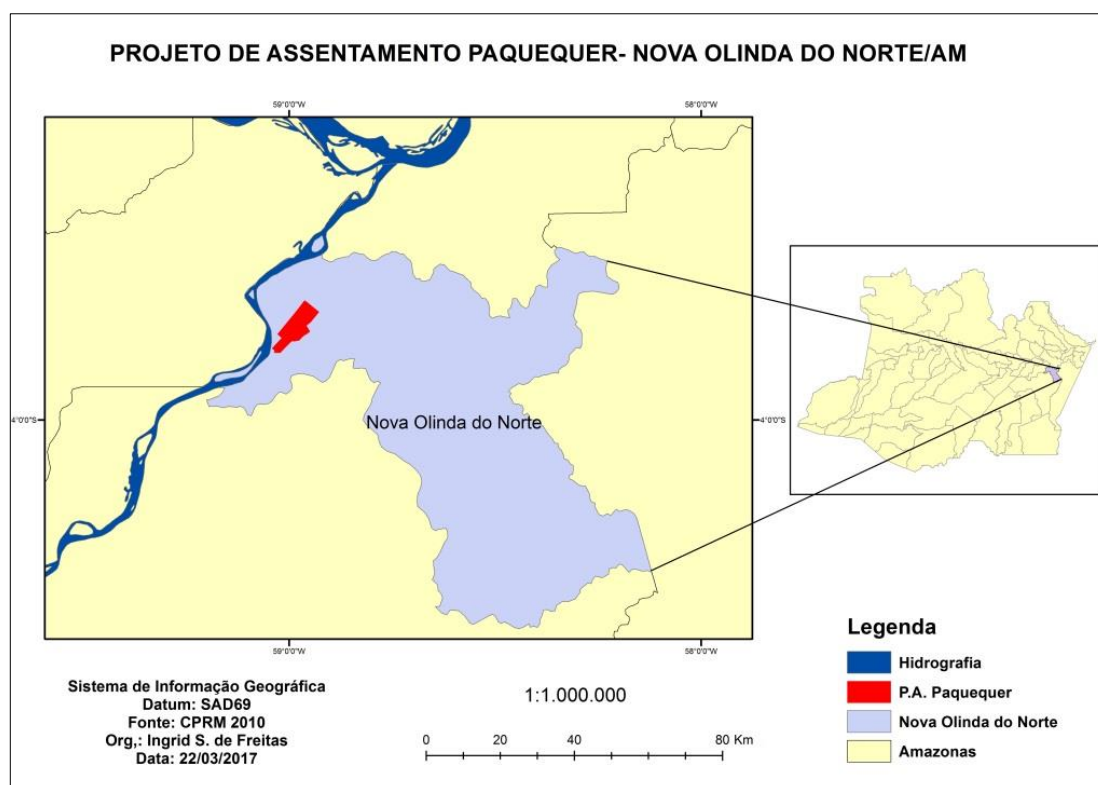 PROJETO DE ASSENTAMENTO PAQUEQUER- NOVA OLINDA DO NORTE/AM
59°0'0"W
58°0'0"W
4°0'0"S
Nova Olinda do Norte
4°0'0"S
59°0'0"W
58°0'0"W
Sistema de Informação Geográfica
Datum: SAD69
Fonte: CPRM 2010
Org,: Ingrid S. de Freitas
Data: 22/03/2017
1:1.000.000
0 20 40 60 80 Km
Legenda
Hidrografia
P.A. Paquequer
Nova Olinda do Norte
Amazonas